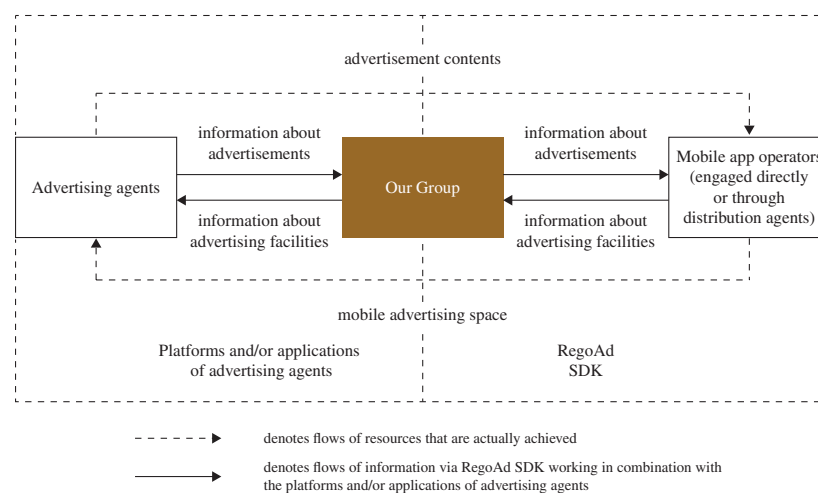 advertisement contents
information about
advertisements
information about
advertisements
Advertising agents
Our Group
Mobile app operators
(engaged directly
or through
distribution agents)
information about
advertising facilities
information about
advertising facilities
mobile advertising space
Platforms and/or applications
of advertising agents
RegoAd
SDK
denotes flows of resources that are actually achieved
denotes flows of information via RegoAd SDK working in combination with
the platforms and/or applications of advertising agents